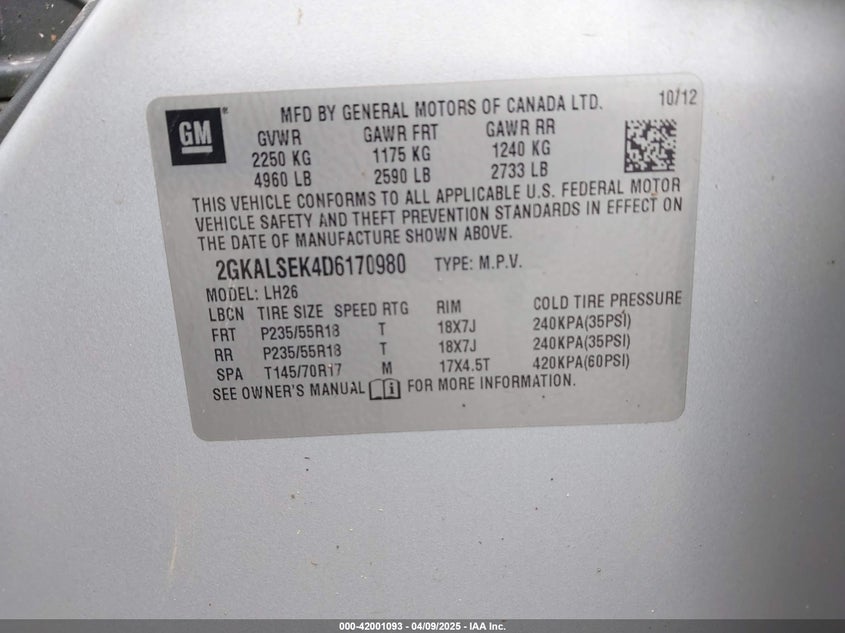 GM®
MFD BY GENERAL MOTORS OF CANADA LTD. 10/12
GVWR GAWR FRT GAWR RR
2250 KG 1175 KG 1240 KG
4960 LB 2590 LB 2733 LB
THIS VEHICLE CONFORMS TO ALL APPLICABLE U.S. FEDERAL MOTOR
VEHICLE SAFETY AND THEFT PREVENTION STANDARDS IN EFFECT ON
THE DATE OF MANUFACTURE SHOWN ABOVE.
2GKALSEK4D6170980 TYPE: M.P.V.
MODEL: LH26
LBCN TIRE SIZE SPEED RTG RIM COLD TIRE PRESSURE
FRT P235/55R18 T 18X7J 240KPA(35PSI)
RR P235/55R18 T 18X7J 240KPA(35PSI)
SPA T145/70R17 M 17X4.5T 420KPA(60PSI)
SEE OWNER'S MANUAL FOR MORE INFORMATION.
000-42001093 - 04/09/2025 - IAA Inc.